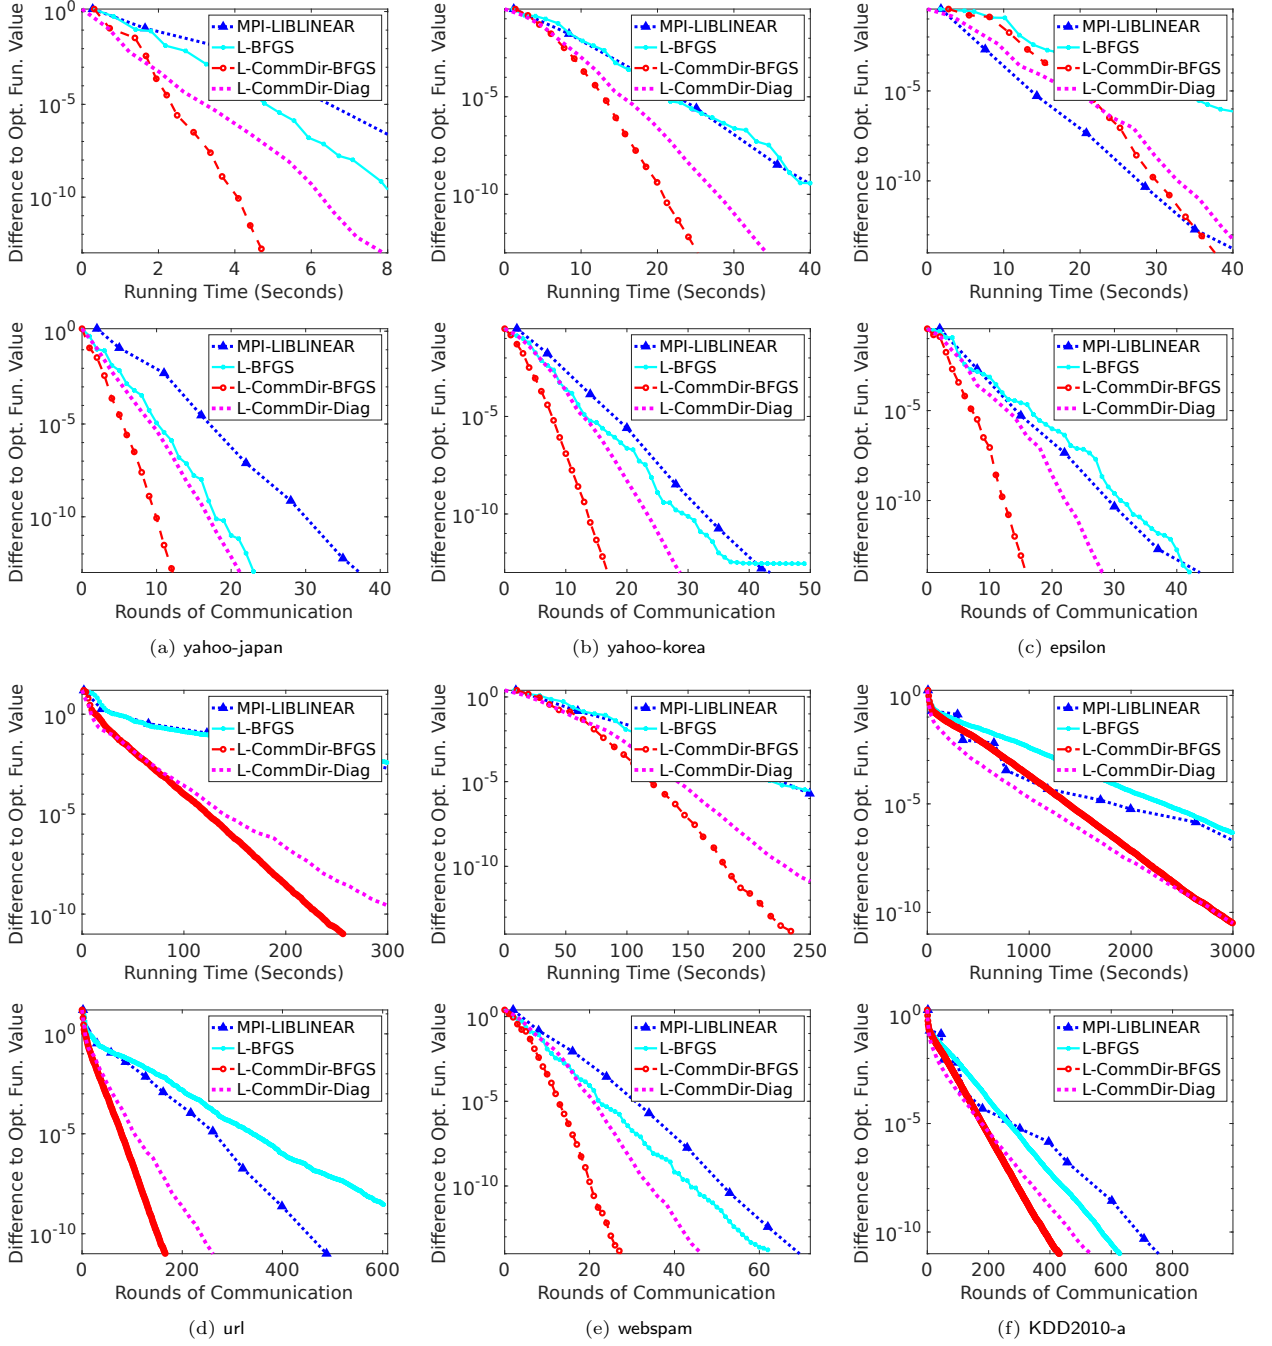 Difference to Opt. Fun. Value
10^0
10^-5
10^-10
0 2 4 6 8
Running Time (Seconds)
MPI-LIBLINEAR
L-BFGS
L-CommDir-BFGS
L-CommDir-Diag
Difference to Opt. Fun. Value
10^0
10^-5
10^-10
0 10 20 30 40
Running Time (Seconds)
MPI-LIBLINEAR
L-BFGS
L-CommDir-BFGS
L-CommDir-Diag
Difference to Opt. Fun. Value
10^0
10^-5
10^-10
0 10 20 30 40
Running Time (Seconds)
MPI-LIBLINEAR
L-BFGS
L-CommDir-BFGS
L-CommDir-Diag
Difference to Opt. Fun. Value
10^0
10^-5
10^-10
0 10 20 30 40
Rounds of Communication
MPI-LIBLINEAR
L-BFGS
L-CommDir-BFGS
L-CommDir-Diag
Difference to Opt. Fun. Value
10^0
10^-5
10^-10
0 10 20 30 40 50
Rounds of Communication
MPI-LIBLINEAR
L-BFGS
L-CommDir-BFGS
L-CommDir-Diag
Difference to Opt. Fun. Value
10^0
10^-5
10^-10
0 10 20 30 40
Rounds of Communication
MPI-LIBLINEAR
L-BFGS
L-CommDir-BFGS
L-CommDir-Diag
(a) yahoo-japan
(b) yahoo-korea
(c) epsilon
Difference to Opt. Fun. Value
10^0
10^-5
10^-10
0 100 200 300
Running Time (Seconds)
MPI-LIBLINEAR
L-BFGS
L-CommDir-BFGS
L-CommDir-Diag
Difference to Opt. Fun. Value
10^0
10^-5
10^-10
0 50 100 150 200 250
Running Time (Seconds)
MPI-LIBLINEAR
L-BFGS
L-CommDir-BFGS
L-CommDir-Diag
Difference to Opt. Fun. Value
10^0
10^-5
10^-10
0 1000 2000 3000
Running Time (Seconds)
MPI-LIBLINEAR
L-BFGS
L-CommDir-BFGS
L-CommDir-Diag
Difference to Opt. Fun. Value
10^0
10^-5
10^-10
0 200 400 600
Rounds of Communication
MPI-LIBLINEAR
L-BFGS
L-CommDir-BFGS
L-CommDir-Diag
Difference to Opt. Fun. Value
10^0
10^-5
10^-10
0 20 40 60
Rounds of Communication
MPI-LIBLINEAR
L-BFGS
L-CommDir-BFGS
L-CommDir-Diag
Difference to Opt. Fun. Value
10^0
10^-5
10^-10
0 200 400 600 800
Rounds of Communication
MPI-LIBLINEAR
L-BFGS
L-CommDir-BFGS
L-CommDir-Diag
(d) url
(e) webspam
(f) KDD2010-a